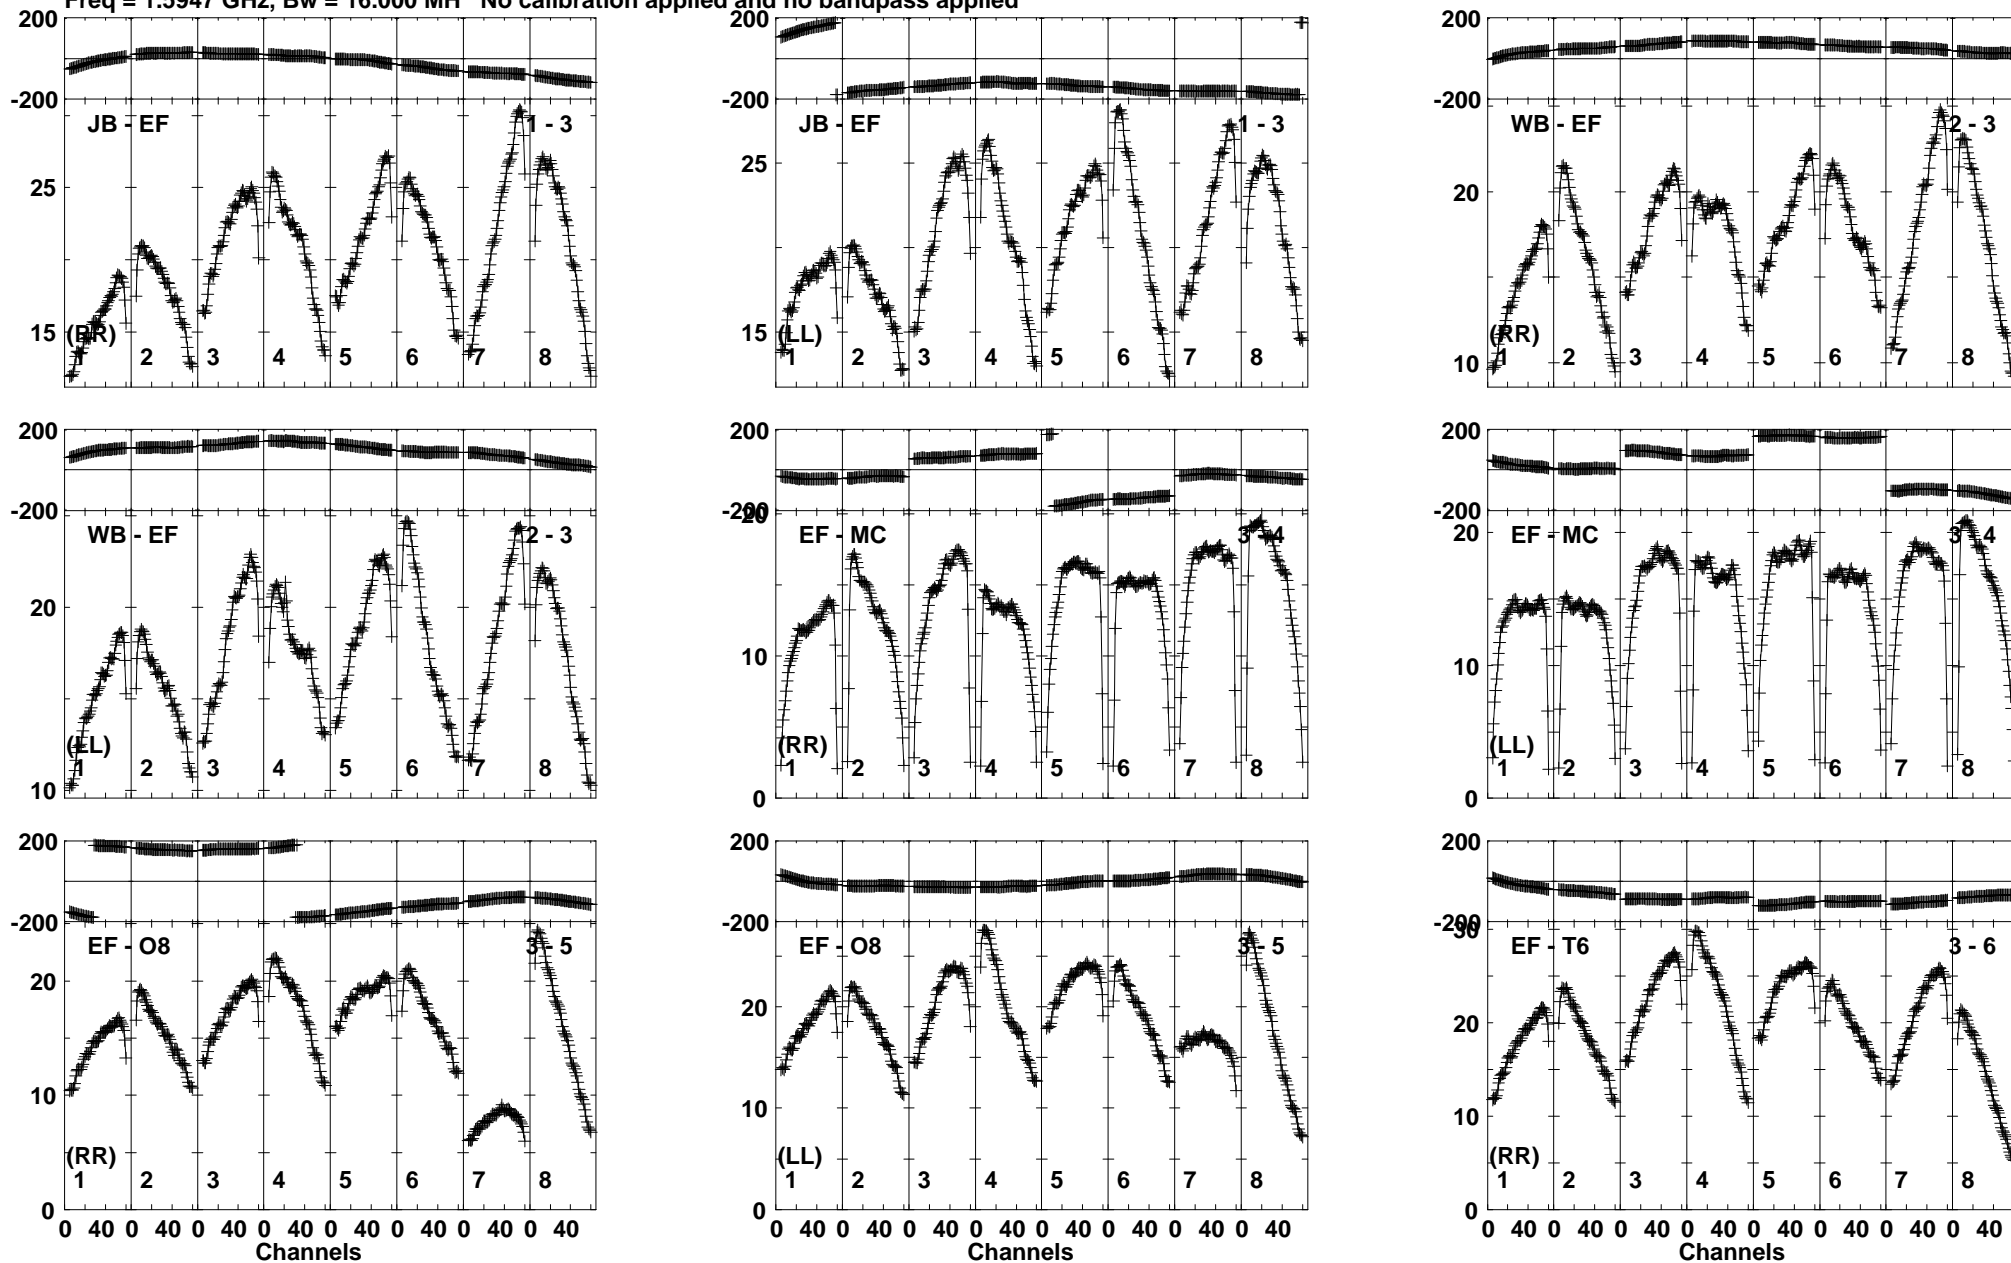 Freq = 1.5947 GHz, Bw = 16.000 MH No calibration applied and no bandpass applied
200 200 200
-200 -200 -200
JB - EF 1 - 3 JB - EF 1 - 3 WB - EF 2 - 3
25 25 20
15 15 10
(RR) (LL) (RR)
1 2 3 4 5 6 7 8 1 2 3 4 5 6 7 8 1 2 3 4 5 6 7 8
200 200 200
-200 -200 -200
20
WB - EF 2 - 3 EF - MC 3 - 4 EF - MC 3 - 4
20 10 20
10 0 10
0
(LL) (RR) (LL)
1 2 3 4 5 6 7 8 1 2 3 4 5 6 7 8 1 2 3 4 5 6 7 8
200 200 200
-200 -200 -200
30
EF - O8 3 - 5 EF - O8 3 - 5 EF - T6 3 - 6
20 20 20
10 10 10
(RR) (LL) (RR)
1 2 3 4 5 6 7 8 1 2 3 4 5 6 7 8 1 2 3 4 5 6 7 8
0 0 0
0 40 0 40 0 40 0 40 0 40 0 40 0 40 0 40 0 40 0 40 0 40 0 40 0 40 0 40 0 40 0 40 0 40 0 40 0 40 0 40 0 40 0 40 0 40 0 40
Channels Channels Channels